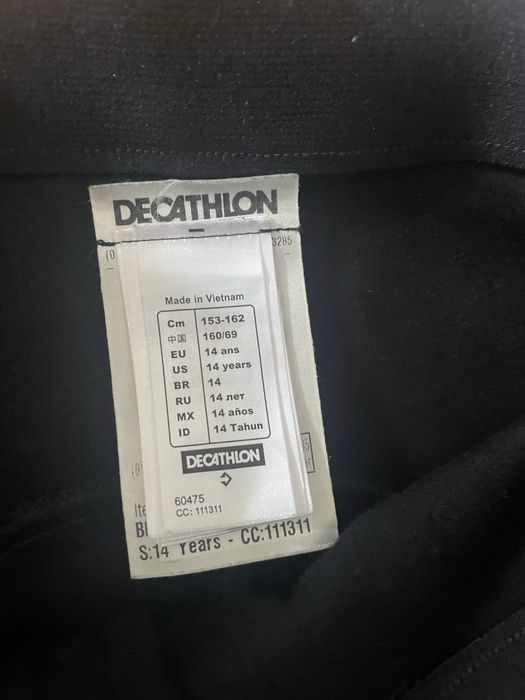 DECATHLON
(0
3285
Made in Vietnam
Cm 153-162
中国 160/69
EU 14 ans
US 14 years
BR 14
RU 14 лет
MX 14 años
ID 14 Tahun
DECATHLON
60475
CC: 111311
S:14 Years - CC:111311